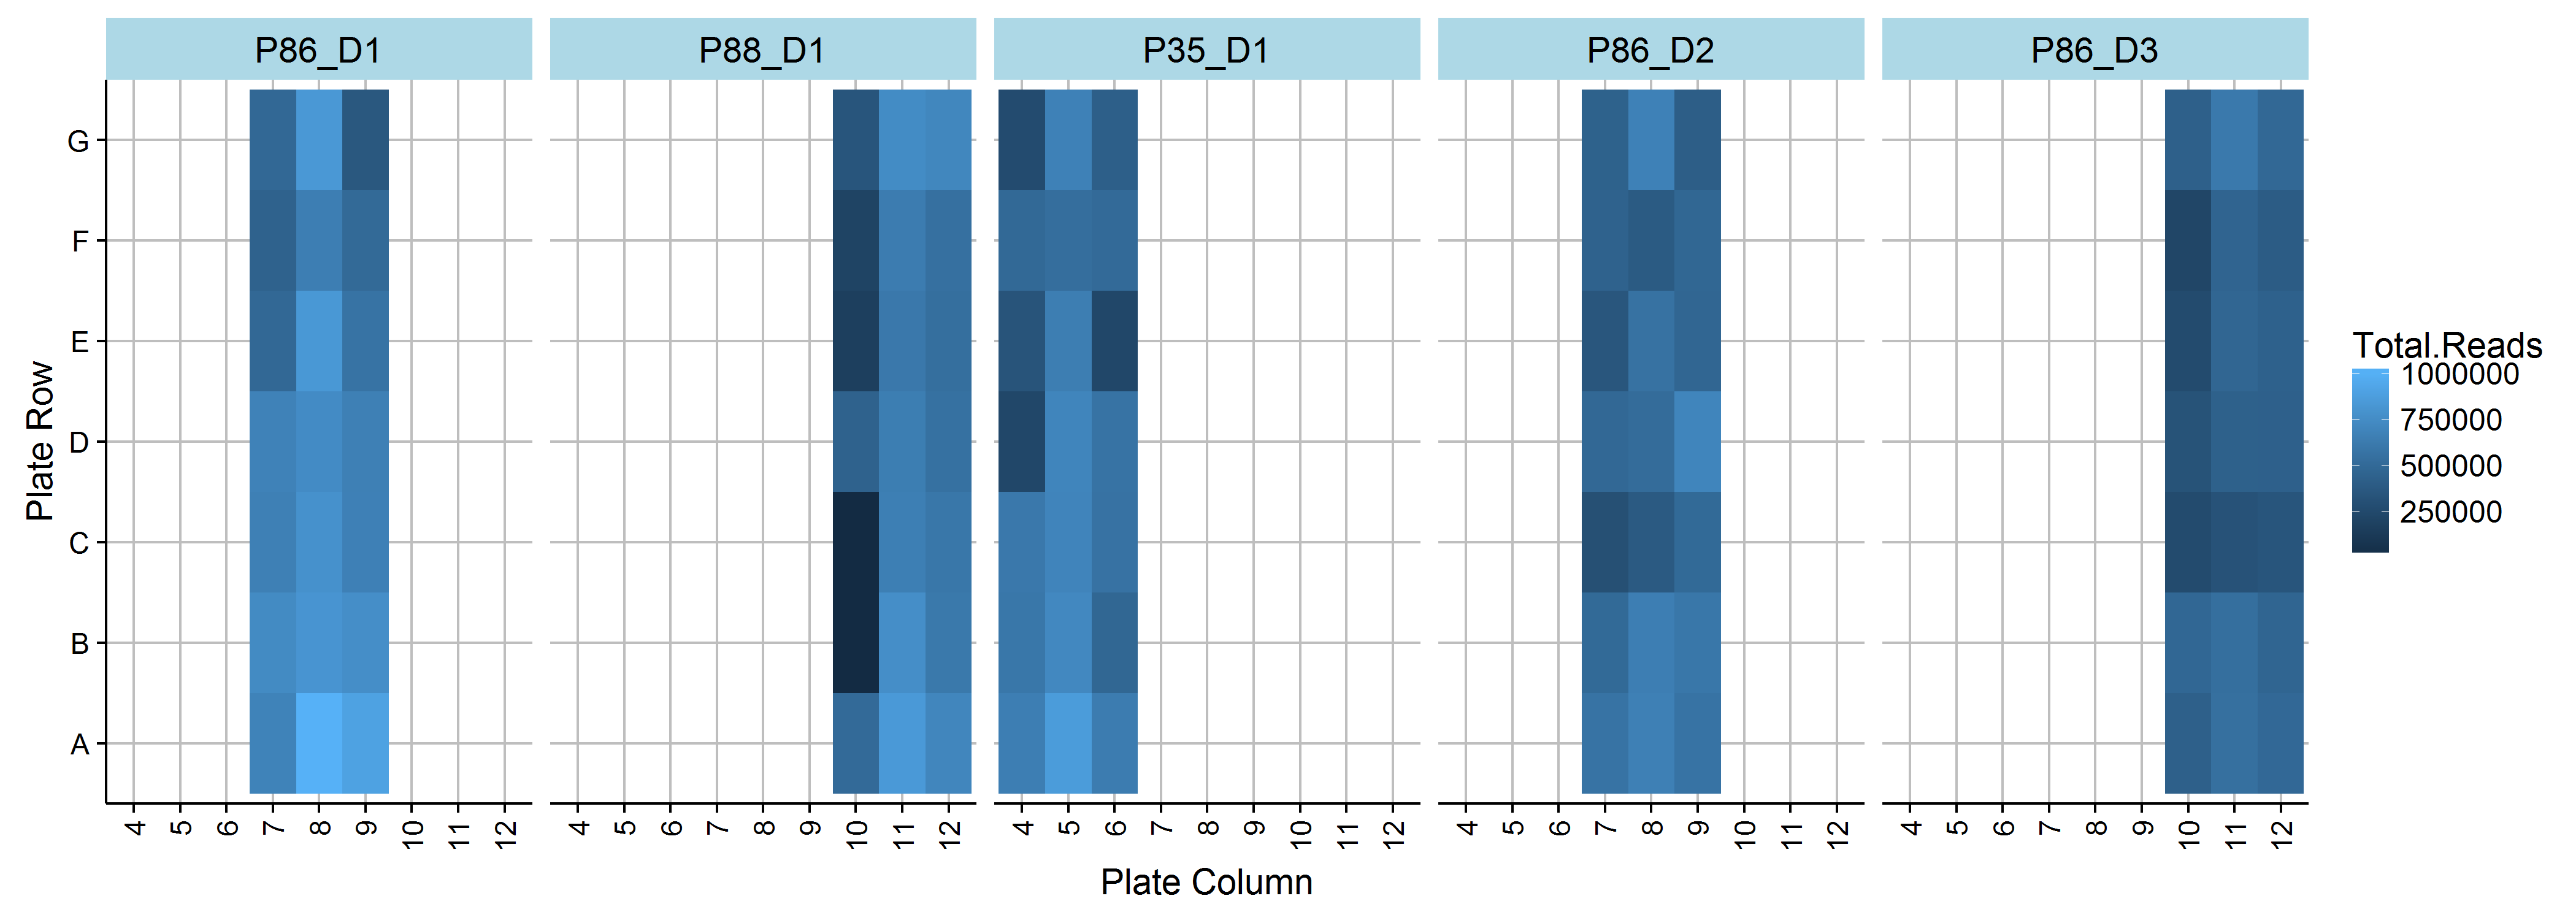 P86_D1 P88_D1 P35_D1 P86_D2 P86_D3
G
F
E
D
C
B
A
Plate Row
4 5 6 7 8 9 10 11 12 4 5 6 7 8 9 10 11 12 4 5 6 7 8 9 10 11 12 4 5 6 7 8 9 10 11 12 4 5 6 7 8 9 10 11 12
Plate Column
Total.Reads
1000000
750000
500000
250000